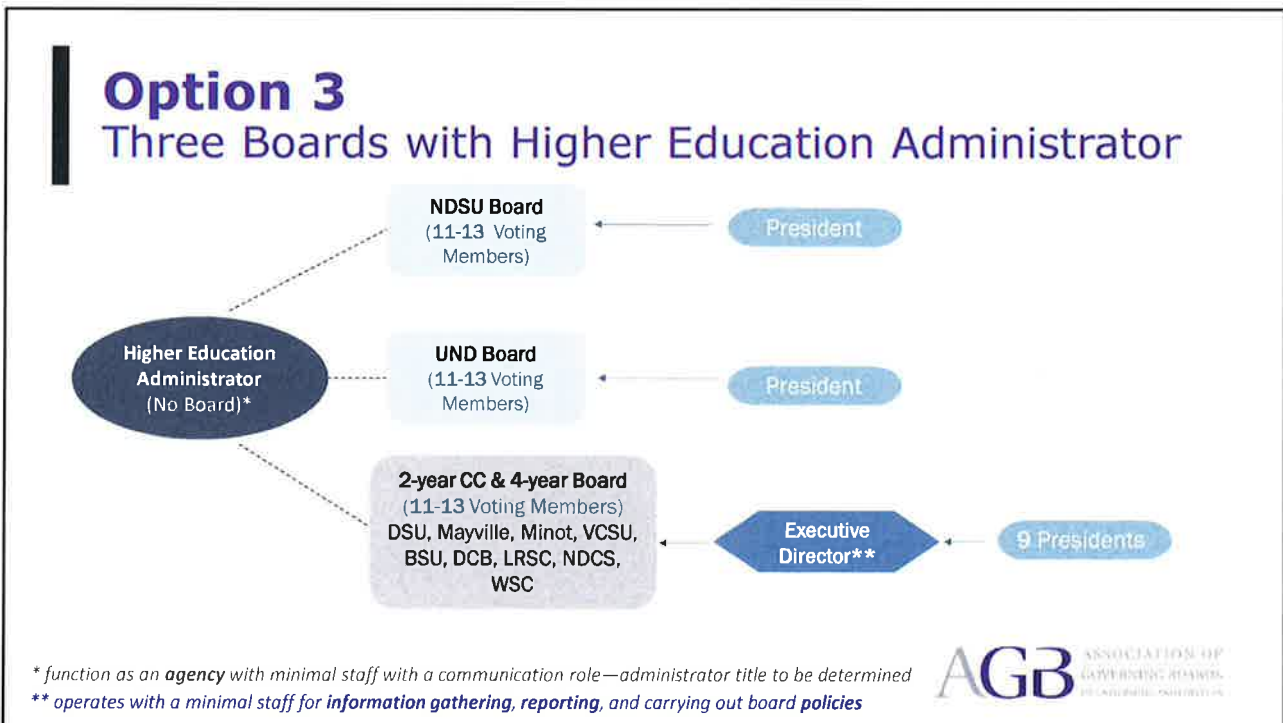 Option 3
Three Boards with Higher Education Administrator
NDSU Board
(11-13 Voting
Members)
President
Higher Education
Administrator
(No Board)*
UND Board
(11-13 Voting
Members)
President
2-year CC & 4-year Board
(11-13 Voting Members)
DSU, Mayville, Minot, VCSU,
BSU, DCB, LRSC, NDCS,
WSC
Executive
Director**
9 Presidents
* function as an agency with minimal staff with a communication role—administrator title to be determined
** operates with a minimal staff for information gathering, reporting, and carrying out board policies
AGB
ASSOCIATION OF
GOVERNING BOARDS